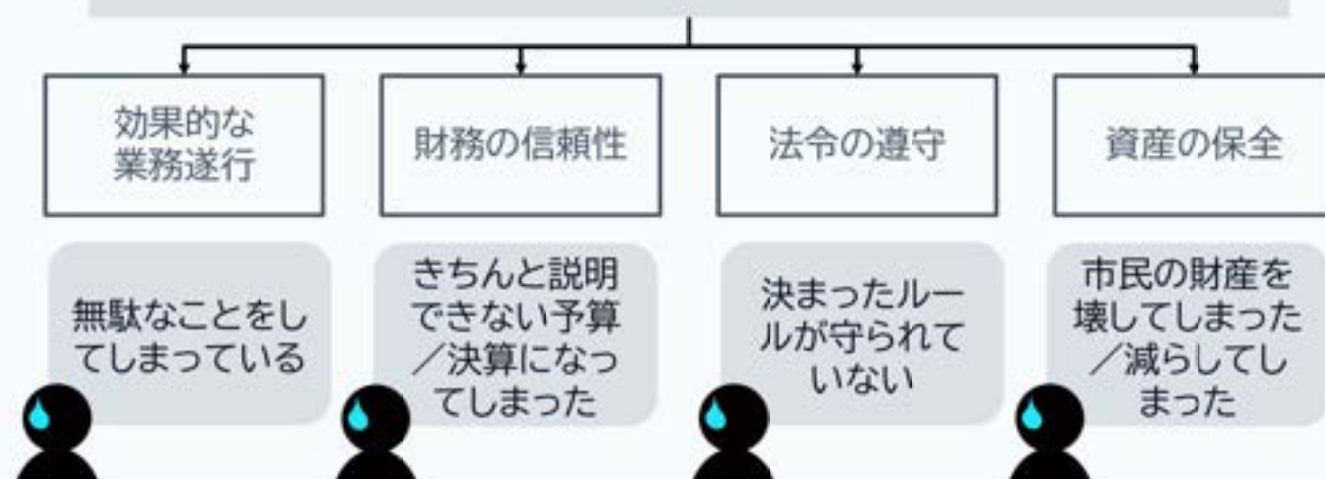 効果的な
業務遂行
財務の信頼性
法令の遵守
資産の保全
無駄なことをし
てしまっている
きちんと説明
できない予算
／決算になっ
てしまった
決まったルー
ルが守られて
いない
市民の財産を
壊してしまった
／減らしてし
まった